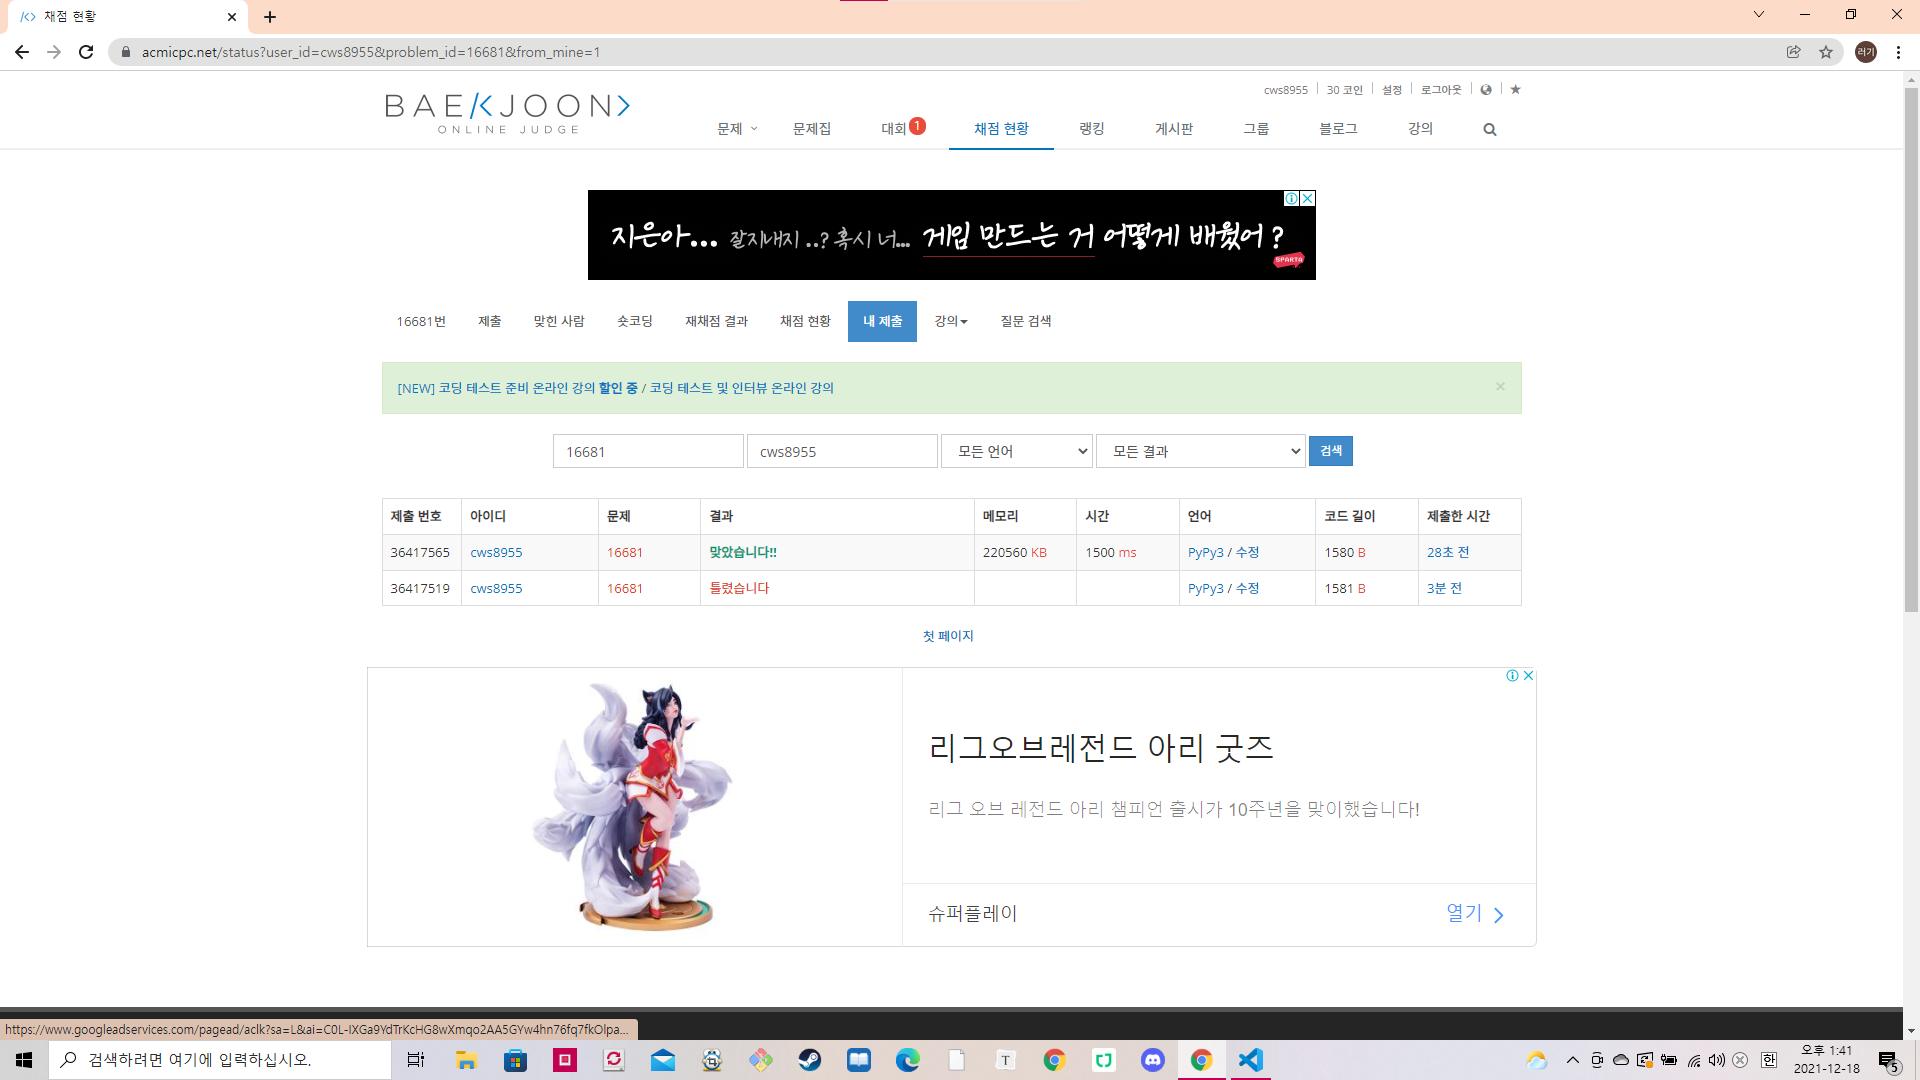 채점 현황
acmicpc.net/status?user_id=cws8955&problem_id=16681&from_mine=1
러기
cws8955 30 코인 설정 로그아웃
BAE/<JOON>
ONLINE JUDGE
문제 문제집 대회 1 채점 현황 랭킹 게시판 그룹 블로그 강의
지은아... 잘지내지 ..? 혹시 너... 게임 만드는 거 어떻게 배웠어 ?
SPARTA
16681번 제출 맞힌 사람 숏코딩 재채점 결과 채점 현황 내 제출 강의 질문 검색
[NEW] 코딩 테스트 준비 온라인 강의 할인 중 / 코딩 테스트 및 인터뷰 온라인 강의 ×
16681 cws8955 모든 언어 모든 결과 검색
제출 번호 아이디 문제 결과 메모리 시간 언어 코드 길이 제출한 시간
36417565 cws8955 16681 맞았습니다!! 220560 KB 1500 ms PyPy3 / 수정 1580 B 28초 전
36417519 cws8955 16681 틀렸습니다 PyPy3 / 수정 1581 B 3분 전
첫 페이지
리그오브레전드 아리 굿즈
리그 오브 레전드 아리 챔피언 출시가 10주년을 맞이했습니다!
슈퍼플레이 열기
https://www.googleadservices.com/pagead/aclk?sa=L&ai=C0L-IXGa9YdTrKcHG8wXmqo2AA5GYw4hn76fq7fkOlpa...
검색하려면 여기에 입력하십시오.
T
한
오후 1:41
2021-12-18
5